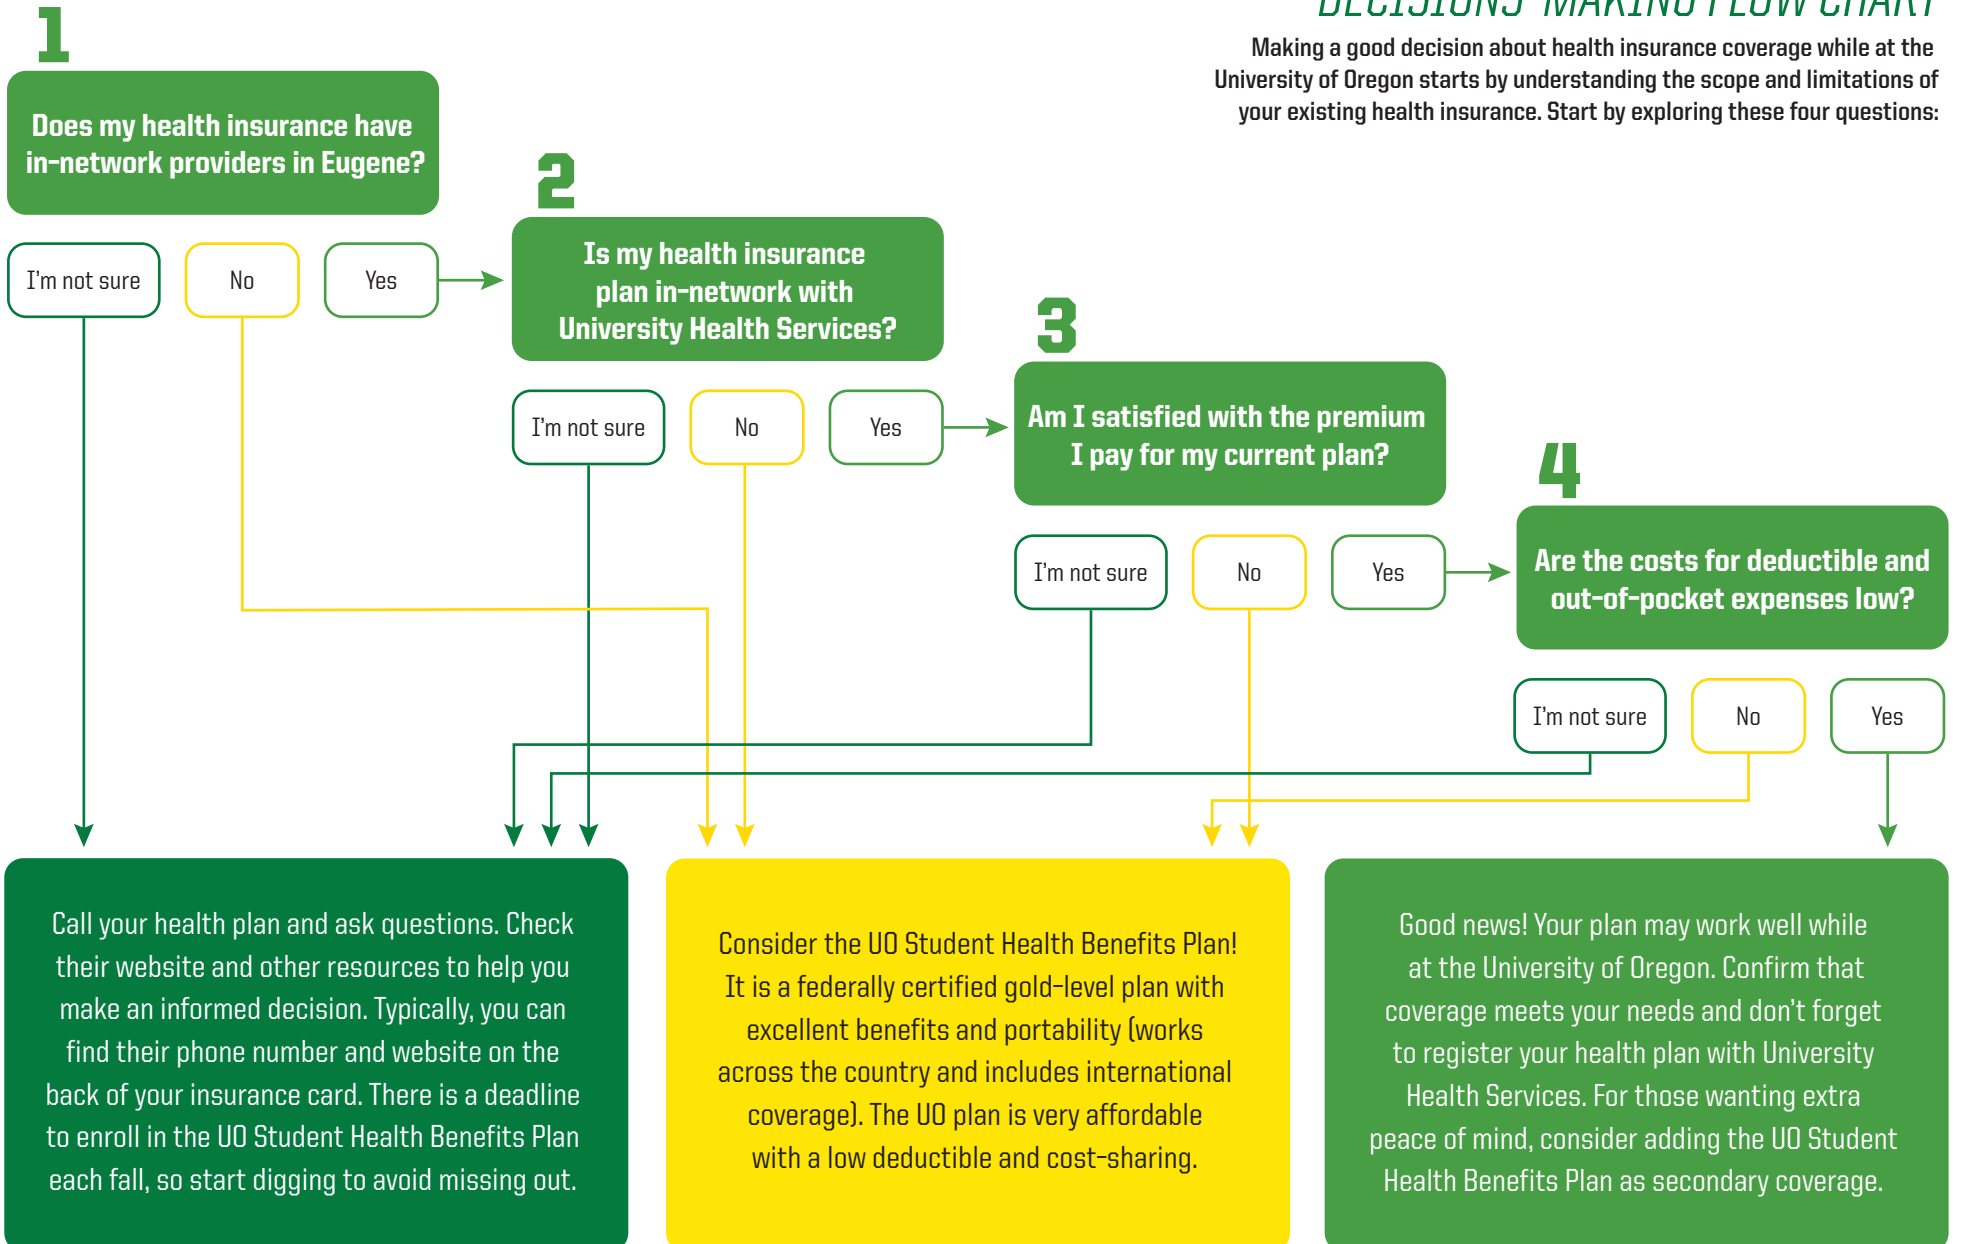 DECISIONS-MAKING FLOW CHART
Making a good decision about health insurance coverage while at the
University of Oregon starts by understanding the scope and limitations of
your existing health insurance. Start by exploring these four questions:
1
Does my health insurance have
in-network providers in Eugene?
I'm not sure
No
Yes
2
Is my health insurance
plan in-network with
University Health Services?
I'm not sure
No
Yes
3
Am I satisfied with the premium
I pay for my current plan?
I'm not sure
No
Yes
4
Are the costs for deductible and
out-of-pocket expenses low?
I'm not sure
No
Yes
Call your health plan and ask questions. Check
their website and other resources to help you
make an informed decision. Typically, you can
find their phone number and website on the
back of your insurance card. There is a deadline
to enroll in the UO Student Health Benefits Plan
each fall, so start digging to avoid missing out.
Consider the UO Student Health Benefits Plan!
It is a federally certified gold-level plan with
excellent benefits and portability (works
across the country and includes international
coverage). The UO plan is very affordable
with a low deductible and cost-sharing.
Good news! Your plan may work well while
at the University of Oregon. Confirm that
coverage meets your needs and don't forget
to register your health plan with University
Health Services. For those wanting extra
peace of mind, consider adding the UO Student
Health Benefits Plan as secondary coverage.